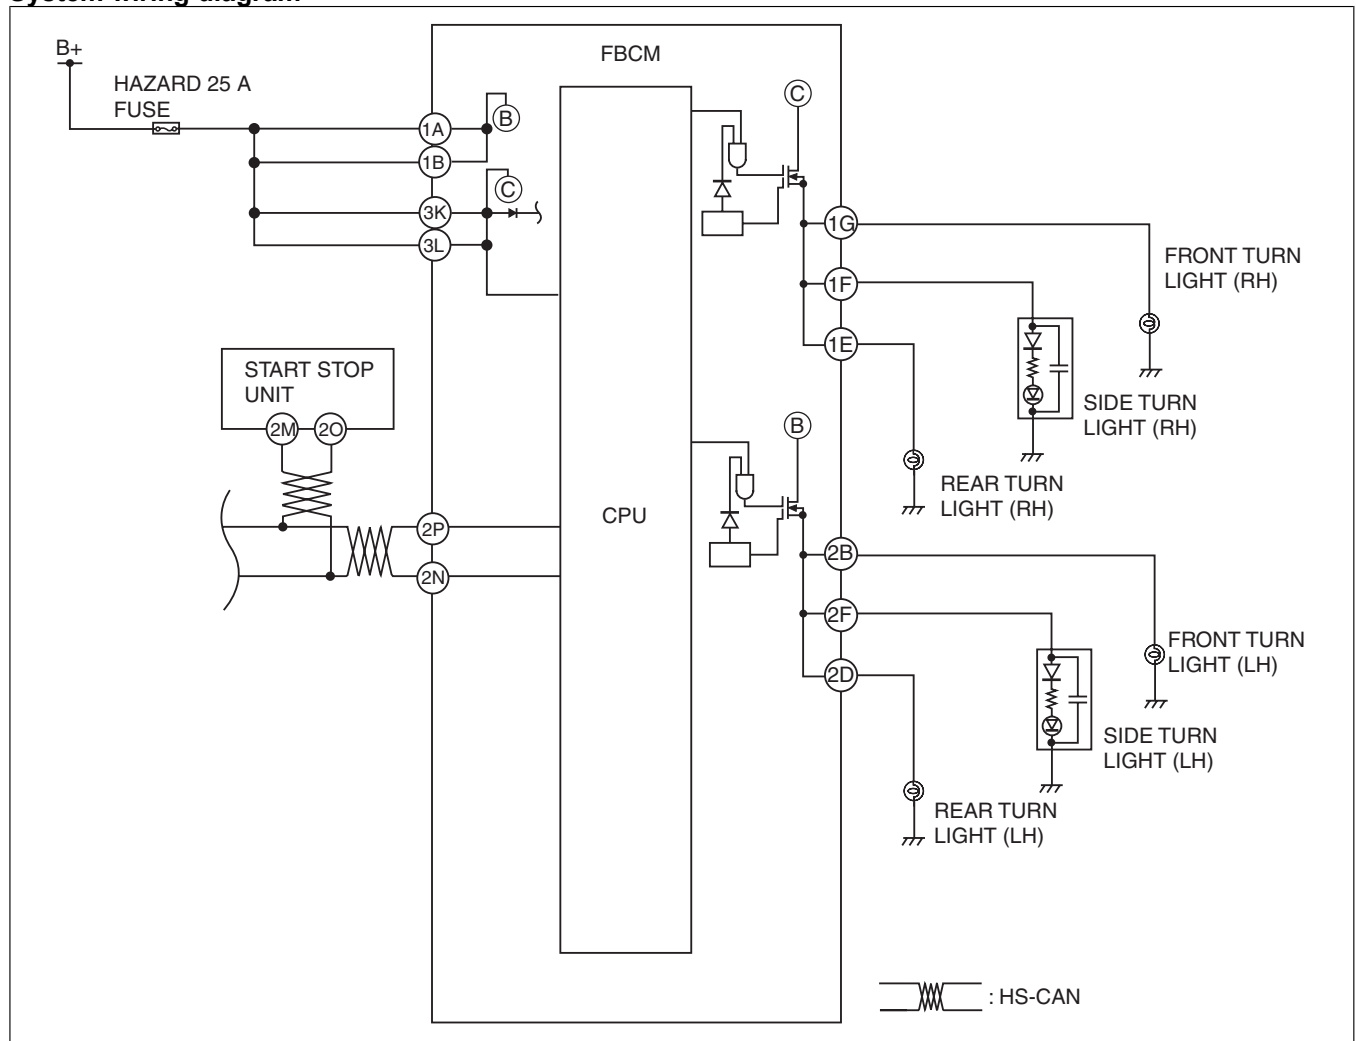 System wiring diagram
B+
HAZARD 25 A
FUSE
FBCM
1A
B
1B
C
3K
3L
C
1G
1F
1E
FRONT TURN
LIGHT (RH)
SIDE TURN
LIGHT (RH)
REAR TURN
LIGHT (RH)
START STOP
UNIT
2M
2O
2P
2N
CPU
B
2B
2F
2D
FRONT TURN
LIGHT (LH)
SIDE TURN
LIGHT (LH)
REAR TURN
LIGHT (LH)
: HS-CAN